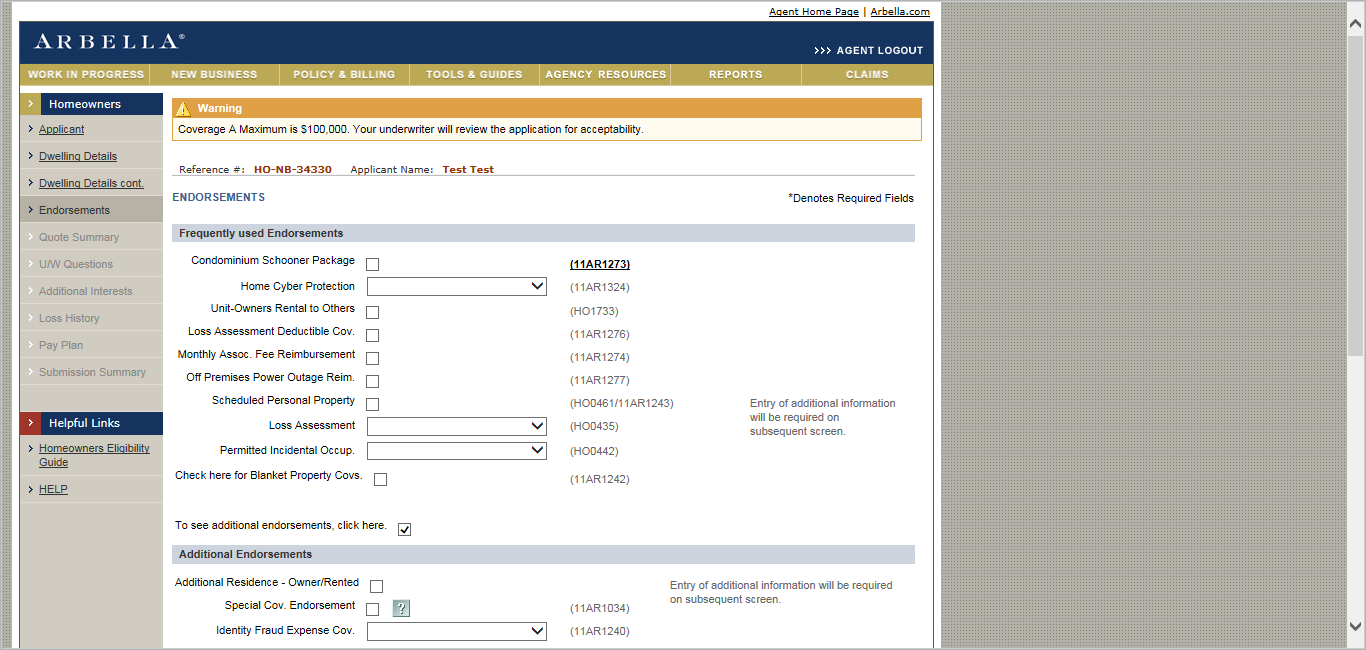 Agent Home Page | Arbella.com
ARBELLA®
>>> AGENT LOGOUT
WORK IN PROGRESS NEW BUSINESS POLICY & BILLING TOOLS & GUIDES AGENCY RESOURCES REPORTS CLAIMS
Homeowners
Applicant
Dwelling Details
Dwelling Details cont.
Endorsements
Quote Summary
U/W Questions
Additional Interests
Loss History
Pay Plan
Submission Summary
Helpful Links
Homeowners Eligibility
Guide
HELP
Warning
Coverage A Maximum is $100,000. Your underwriter will review the application for acceptability.
Reference #: HO-NB-34330 Applicant Name: Test Test
ENDORSEMENTS
*Denotes Required Fields
Frequently used Endorsements
Condominium Schooner Package (11AR1273)
Home Cyber Protection (11AR1324)
Unit-Owners Rental to Others (HO1733)
Loss Assessment Deductible Cov. (11AR1276)
Monthly Assoc. Fee Reimbursement (11AR1274)
Off Premises Power Outage Reim. (11AR1277)
Scheduled Personal Property (HO0461/11AR1243)
Entry of additional information
will be required on
subsequent screen.
Loss Assessment (HO0435)
Permitted Incidental Occup. (HO0442)
Check here for Blanket Property Covs. (11AR1242)
To see additional endorsements, click here.
Additional Endorsements
Additional Residence - Owner/Rented
Entry of additional information will be required
on subsequent screen.
Special Cov. Endorsement ? (11AR1034)
Identity Fraud Expense Cov. (11AR1240)